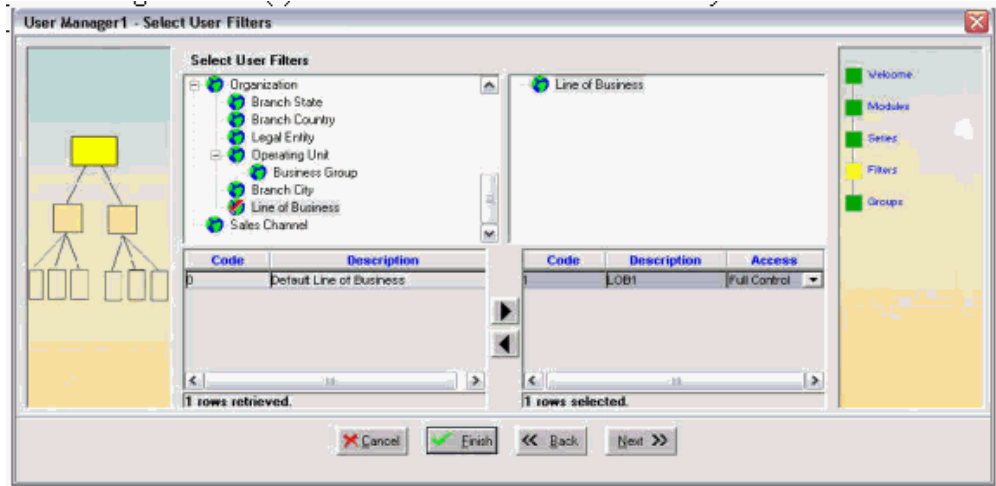 User Manager1 - Select User Filters
Select User Filters
Organization
Branch State
Branch Country
Legal Entity
Operating Unit
Business Group
Branch City
Line of Business
Sales Channel
Line of Business
Code Description
0 Default Line of Business
1 rows retrieved.
Code Description Access
1 LOB1 Full Control
1 rows selected.
Welcome
Modules
Series
Filters
Groups
Cancel Finish Back Next